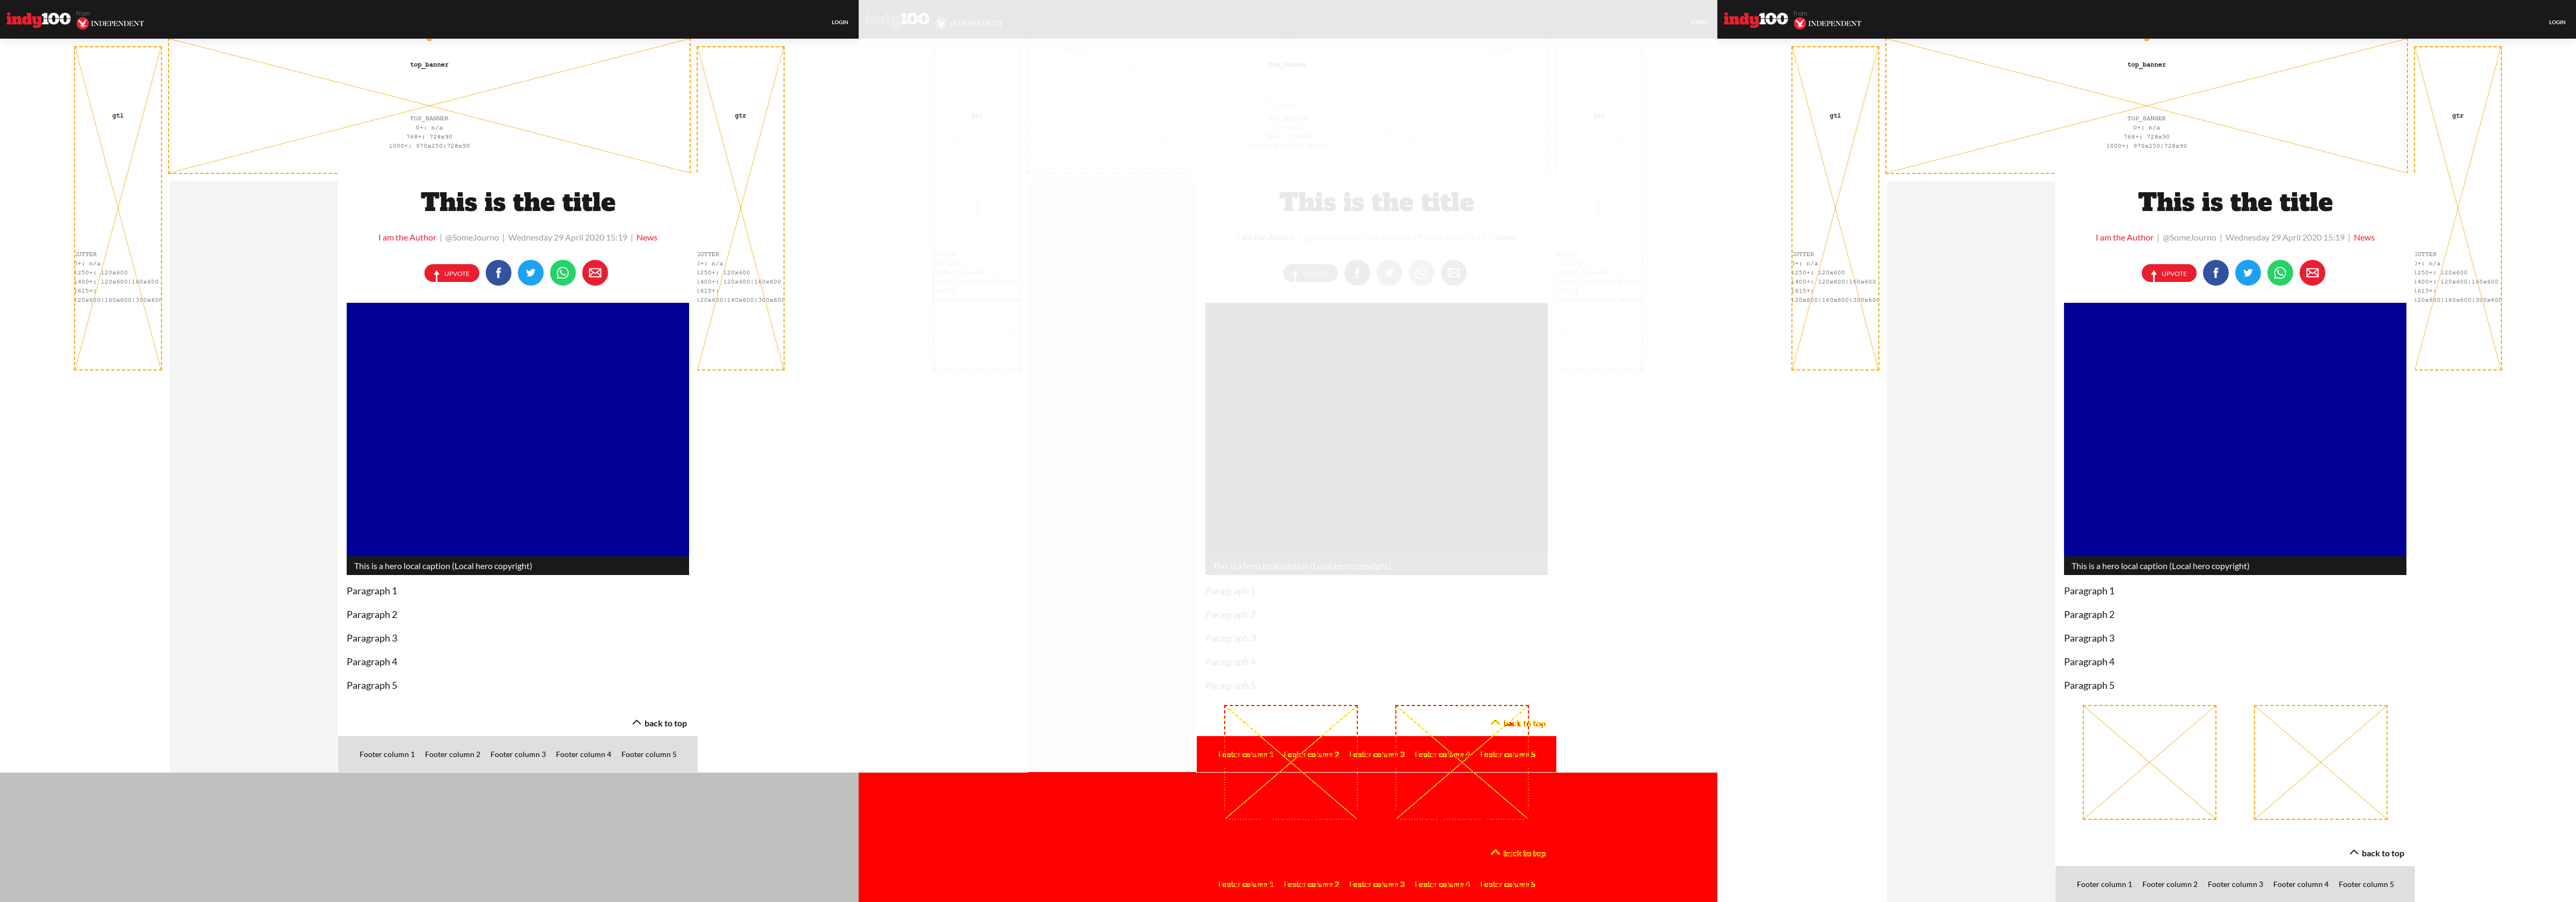 indy100 from INDEPENDENT
LOGIN
top_banner
TOP_BANNER
0+: n/a
768+: 728x90
1000+: 970x250|728x90
gtl
GUTTER
0+: n/a
1250+: 120x600
1400+: 120x600|160x600
1615+:
120x600|160x600|300x600
gtr
GUTTER
0+: n/a
1250+: 120x600
1400+: 120x600|160x600
1615+:
120x600|160x600|300x600
This is the title
I am the Author | @SomeJourno | Wednesday 29 April 2020 15:19 | News
UPVOTE
This is a hero local caption (Local hero copyright)
Paragraph 1
Paragraph 2
Paragraph 3
Paragraph 4
Paragraph 5
back to top
Footer column 1 Footer column 2 Footer column 3 Footer column 4 Footer column 5
indy100 INDEPENDENT
LOGIN
top_banner
TOP_BANNER
gtl
gtr
This is the title
I am the Author | @SomeJourno | Wednesday 29 April 2020 15:19 | News
UPVOTE
This is a hero local caption (Local hero copyright)
Paragraph 1
Paragraph 2
Paragraph 3
Paragraph 4
Paragraph 5
back to top
Footer column 1 Footer column 2 Footer column 3 Footer column 4 Footer column 5
back to top
Footer column 1 Footer column 2 Footer column 3 Footer column 4 Footer column 5
indy100 from INDEPENDENT
LOGIN
top_banner
TOP_BANNER
0+: n/a
768+: 728x90
1000+: 970x250|728x90
gtl
GUTTER
0+: n/a
1250+: 120x600
1400+: 120x600|160x600
1615+:
120x600|160x600|300x600
gtr
GUTTER
0+: n/a
1250+: 120x600
1400+: 120x600|160x600
1615+:
120x600|160x600|300x600
This is the title
I am the Author | @SomeJourno | Wednesday 29 April 2020 15:19 | News
UPVOTE
This is a hero local caption (Local hero copyright)
Paragraph 1
Paragraph 2
Paragraph 3
Paragraph 4
Paragraph 5
back to top
Footer column 1 Footer column 2 Footer column 3 Footer column 4 Footer column 5